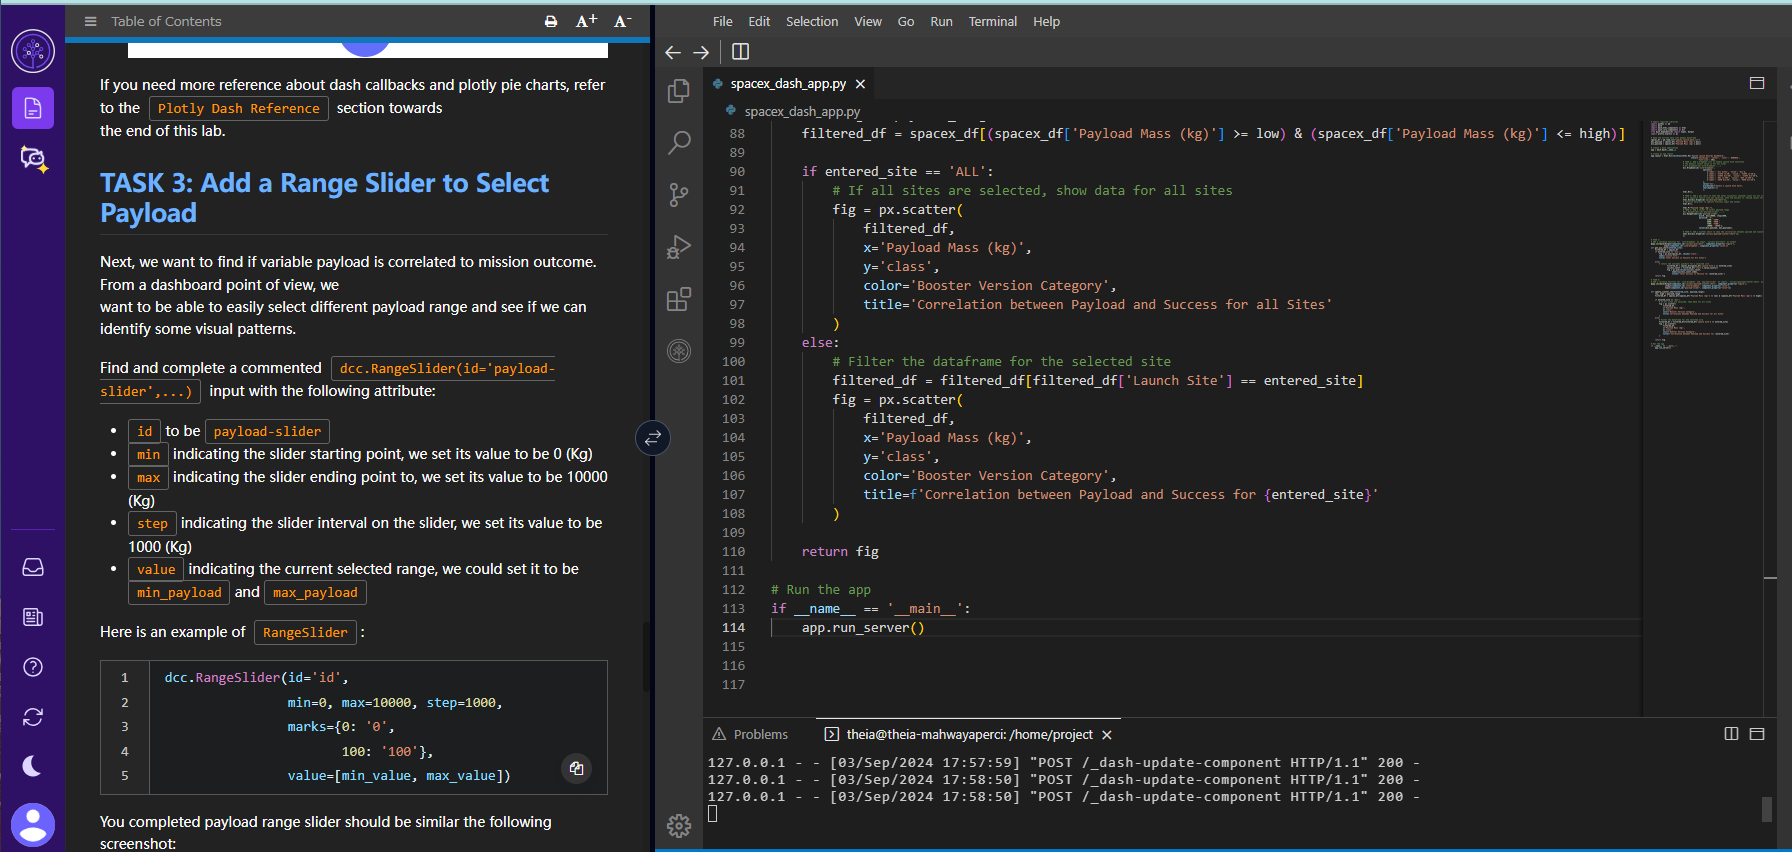 Table of Contents
A+ A-
If you need more reference about dash callbacks and plotly pie charts, refer
to the Plotly Dash Reference section towards
the end of this lab.
TASK 3: Add a Range Slider to Select
Payload
Next, we want to find if variable payload is correlated to mission outcome.
From a dashboard point of view, we
want to be able to easily select different payload range and see if we can
identify some visual patterns.
Find and complete a commented dcc.RangeSlider(id='payload-
slider',...) input with the following attribute:
• id to be payload-slider
• min indicating the slider starting point, we set its value to be 0 (Kg)
• max indicating the slider ending point to, we set its value to be 10000
(Kg)
• step indicating the slider interval on the slider, we set its value to be
1000 (Kg)
• value indicating the current selected range, we could set it to be
min_payload and max_payload
Here is an example of RangeSlider :
1 dcc.RangeSlider(id='id',
2 min=0, max=10000, step=1000,
3 marks={0: '0',
4 100: '100'},
5 value=[min_value, max_value])
You completed payload range slider should be similar the following
screenshot:
File Edit Selection View Go Run Terminal Help
spacex_dash_app.py
spacex_dash_app.py
88 filtered_df = spacex_df[(spacex_df['Payload Mass (kg)'] >= low) & (spacex_df['Payload Mass (kg)'] <= high)]
89
90 if entered_site == 'ALL':
91 # If all sites are selected, show data for all sites
92 fig = px.scatter(
93 filtered_df,
94 x='Payload Mass (kg)',
95 y='class',
96 color='Booster Version Category',
97 title='Correlation between Payload and Success for all Sites'
98 )
99 else:
100 # Filter the dataframe for the selected site
101 filtered_df = filtered_df[filtered_df['Launch Site'] == entered_site]
102 fig = px.scatter(
103 filtered_df,
104 x='Payload Mass (kg)',
105 y='class',
106 color='Booster Version Category',
107 title=f'Correlation between Payload and Success for {entered_site}'
108 )
109
110 return fig
111
112 # Run the app
113 if __name__ == '__main__':
114 app.run_server()
115
116
117
Problems theia@theia-mahwayaperci: /home/project
127.0.0.1 - - [03/Sep/2024 17:57:59] "POST /_dash-update-component HTTP/1.1" 200 -
127.0.0.1 - - [03/Sep/2024 17:58:50] "POST /_dash-update-component HTTP/1.1" 200 -
127.0.0.1 - - [03/Sep/2024 17:58:50] "POST /_dash-update-component HTTP/1.1" 200 -